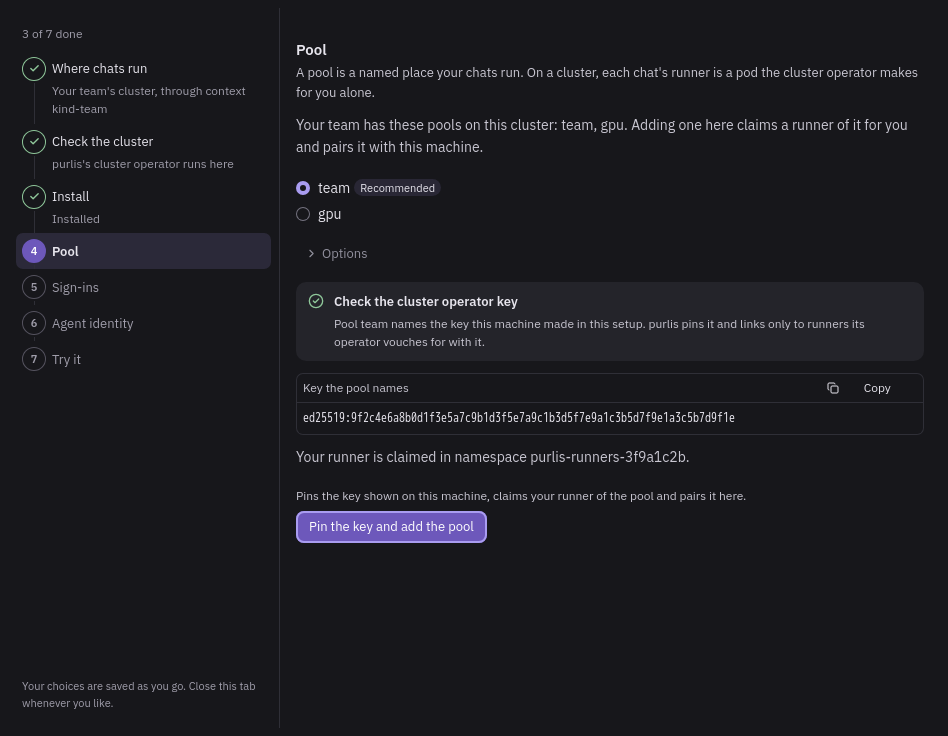 3 of 7 done
Where chats run
Your team's cluster, through context
kind-team
Check the cluster
purlis's cluster operator runs here
Install
Installed
4 Pool
5 Sign-ins
6 Agent identity
7 Try it
Your choices are saved as you go. Close this tab
whenever you like.
Pool
A pool is a named place your chats run. On a cluster, each chat's runner is a pod the cluster operator makes
for you alone.
Your team has these pools on this cluster: team, gpu. Adding one here claims a runner of it for you
and pairs it with this machine.
team Recommended
gpu
Options
Check the cluster operator key
Pool team names the key this machine made in this setup. purlis pins it and links only to runners its
operator vouches for with it.
Key the pool names Copy
ed25519:9f2c4e6a8b0d1f3e5a7c9b1d3f5e7a9c1b3d5f7e9a1c3b5d7f9e1a3c5b7d9f1e
Your runner is claimed in namespace purlis-runners-3f9a1c2b.
Pins the key shown on this machine, claims your runner of the pool and pairs it here.
Pin the key and add the pool